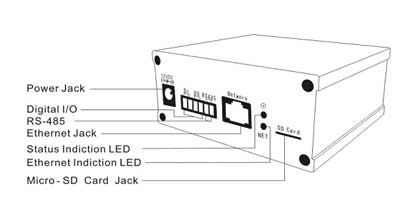 Power Jack
Digital I/O
RS-485
Ethernet Jack
Status Indiction LED
Ethernet Indiction LED
Micro-SD Card Jack
12VDC
DI DO RS485
Network
NET
SD Card